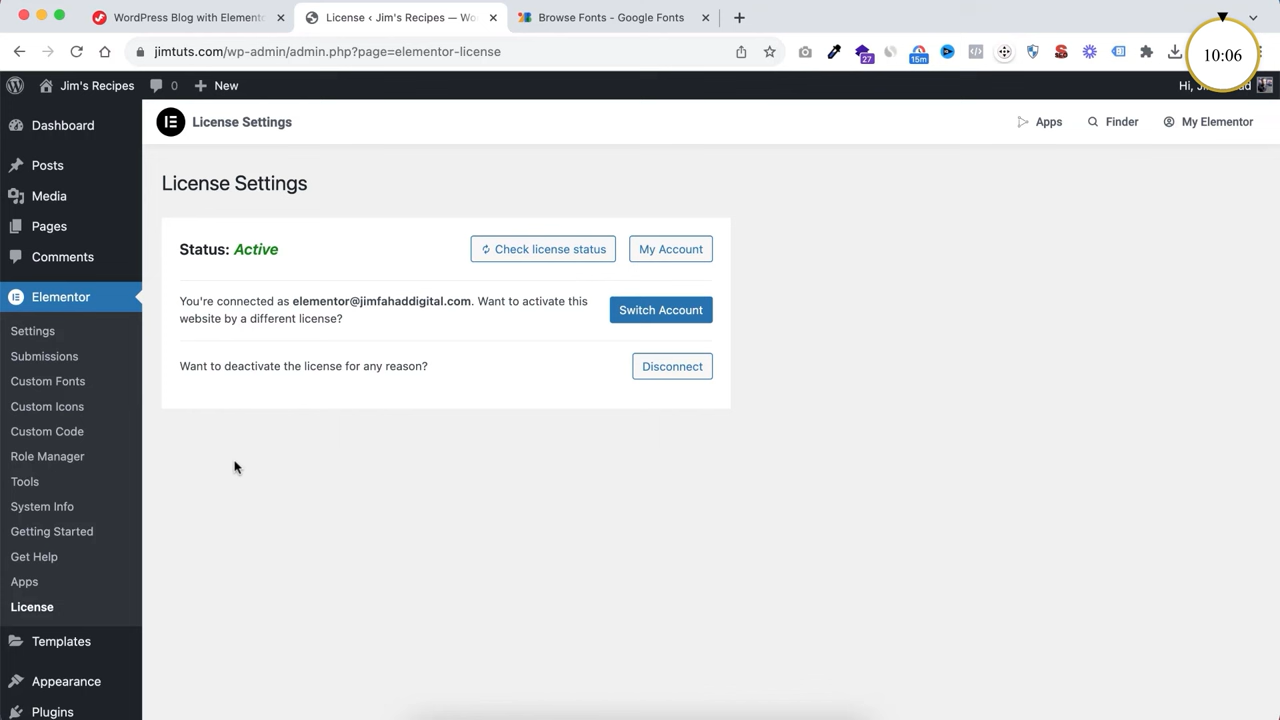 WordPress Blog with Elemento
License ‹ Jim's Recipes — Wo
Browse Fonts - Google Fonts
jimtuts.com/wp-admin/admin.php?page=elementor-license
27
15m
10:06
Jim's Recipes
0
New
Hi,
License Settings
Apps
Finder
My Elementor
Dashboard
Posts
Media
Pages
Comments
Elementor
Settings
Submissions
Custom Fonts
Custom Icons
Custom Code
Role Manager
Tools
System Info
Getting Started
Get Help
Apps
License
Templates
Appearance
Plugins
License Settings
Status: Active
Check license status
My Account
You're connected as elementor@jimfahaddigital.com. Want to activate this
website by a different license?
Switch Account
Want to deactivate the license for any reason?
Disconnect